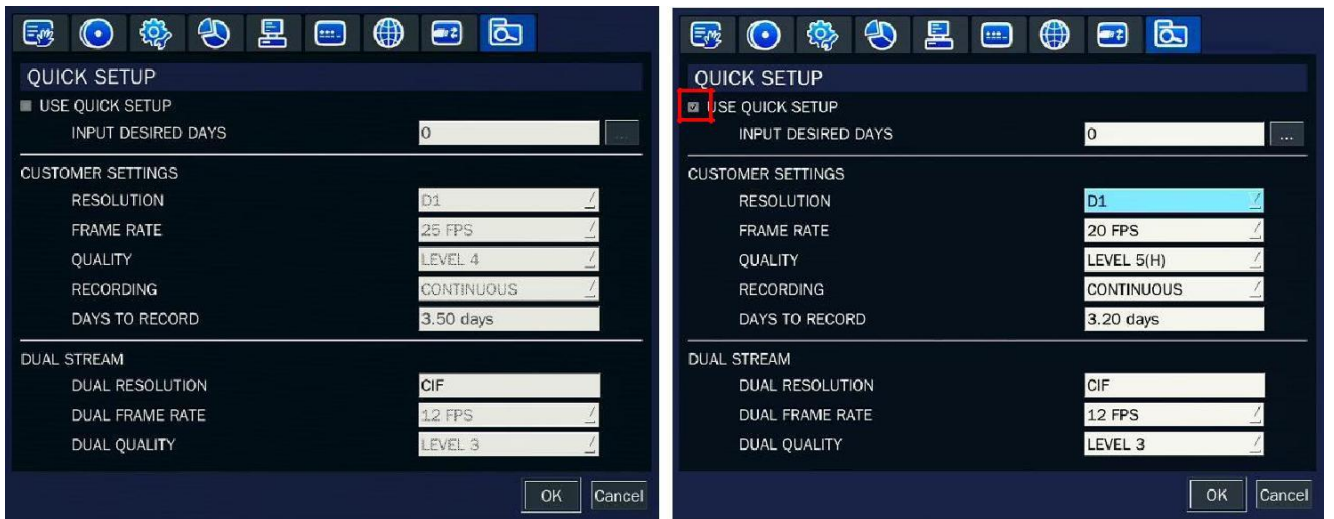 QUICK SETUP
USE QUICK SETUP
INPUT DESIRED DAYS 0 ...
CUSTOMER SETTINGS
RESOLUTION D1
FRAME RATE 25 FPS
QUALITY LEVEL 4
RECORDING CONTINUOUS
DAYS TO RECORD 3.50 days
DUAL STREAM
DUAL RESOLUTION CIF
DUAL FRAME RATE 12 FPS
DUAL QUALITY LEVEL 3
OK Cancel
QUICK SETUP
USE QUICK SETUP
INPUT DESIRED DAYS 0 ...
CUSTOMER SETTINGS
RESOLUTION D1
FRAME RATE 20 FPS
QUALITY LEVEL 5(H)
RECORDING CONTINUOUS
DAYS TO RECORD 3.20 days
DUAL STREAM
DUAL RESOLUTION CIF
DUAL FRAME RATE 12 FPS
DUAL QUALITY LEVEL 3
OK Cancel